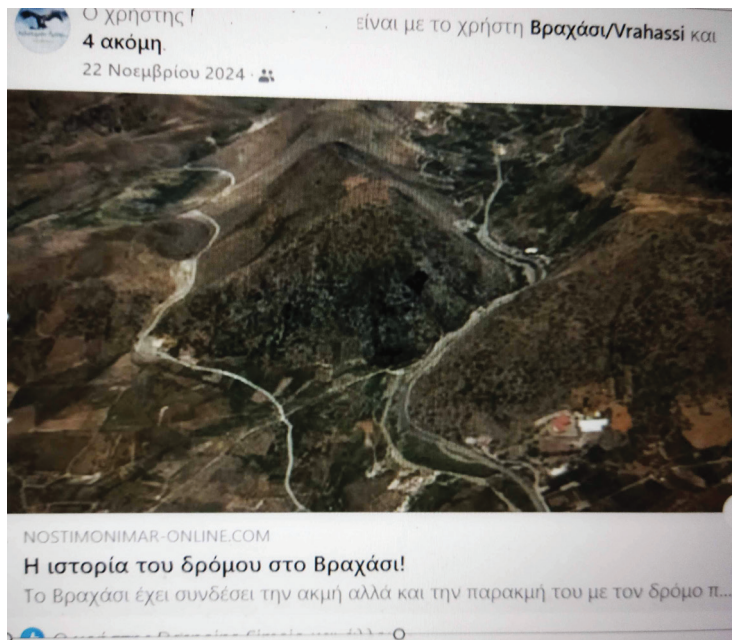 Ο χρήστης
είναι με το χρήστη Βραχάσι/Vrahassi και
4 ακόμη.
22 Νοεμβρίου 2024 ·
NOSTIMONIMAR-ONLINE.COM
Η ιστορία του δρόμου στο Βραχάσι!
Το Βραχάσι έχει συνδέσει την ακμή αλλά και την παρακμή του με τον δρόμο π...